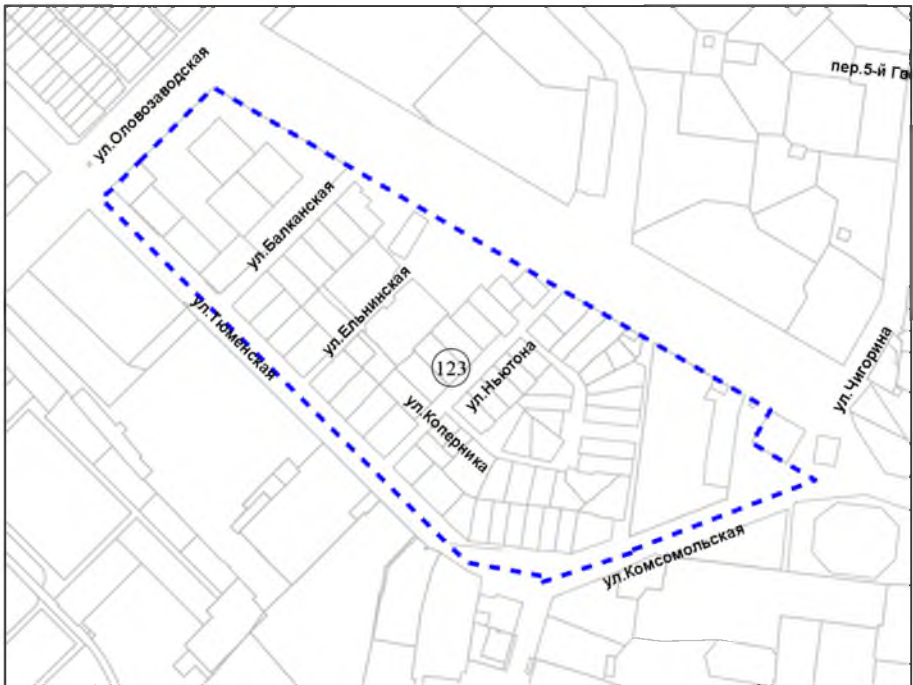 ул.Оловозаводская
пер.5-й Гв
ул.Балканская
ул.Ельнинская
ул.Тюменская
123
ул.Ньютона
ул.Чигорина
ул.Коперника
ул.Комсомольская